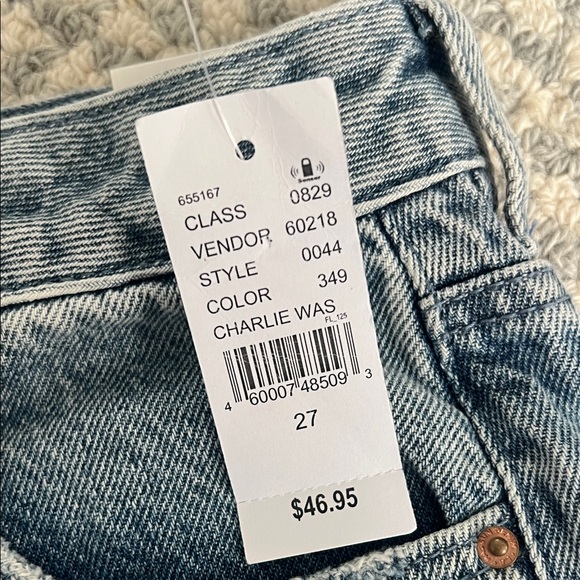 655167
Sensor
CLASS 0829
VENDOR 60218
STYLE 0044
COLOR 349
CHARLIE WAS
FL_125
4 60007 48509 3
27
$46.95